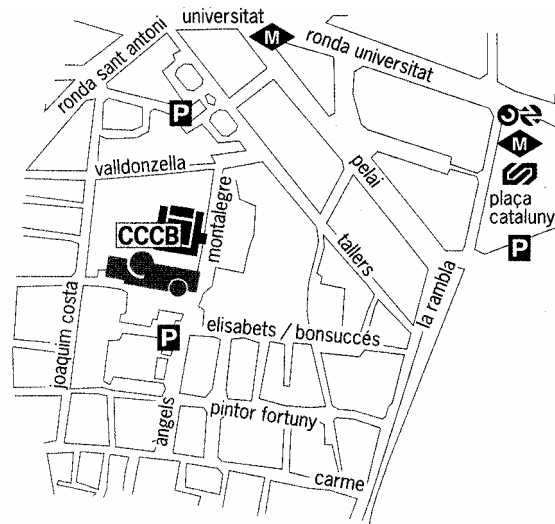 universitat
M
ronda universitat
ronda sant antoni
P
M
pelai
plaça
cataluny
valldonzella
montalegre
CCCB
tallers
P
la rambla
joaquim costa
P
elisabets / bonsuccés
àngels
pintor fortuny
carme